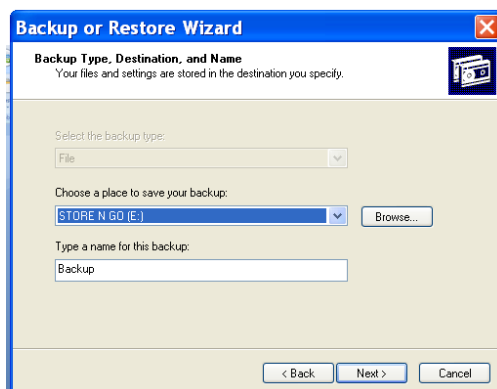 Backup or Restore Wizard
Backup Type, Destination, and Name
Your files and settings are stored in the destination you specify.
Select the backup type:
File
Choose a place to save your backup:
STORE N GO (E:)
Browse...
Type a name for this backup:
Backup
< Back
Next >
Cancel